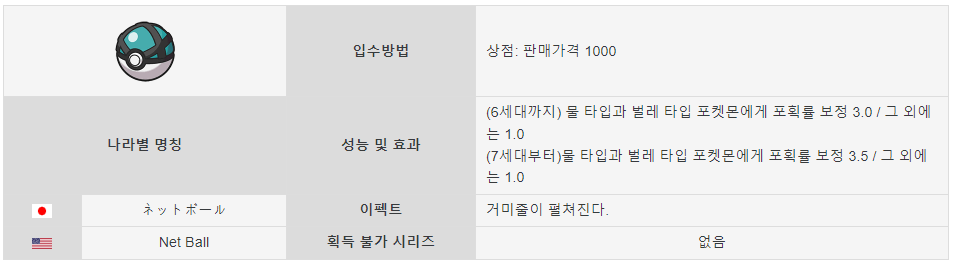 입수방법
상점: 판매가격 1000
나라별 명칭
성능 및 효과
(6세대까지) 물 타입과 벌레 타입 포켓몬에게 포획률 보정 3.0 / 그 외에
는 1.0
(7세대부터)물 타입과 벌레 타입 포켓몬에게 포획률 보정 3.5 / 그 외에
는 1.0
ネットボール
이펙트
거미줄이 펼쳐진다.
Net Ball
획득 불가 시리즈
없음